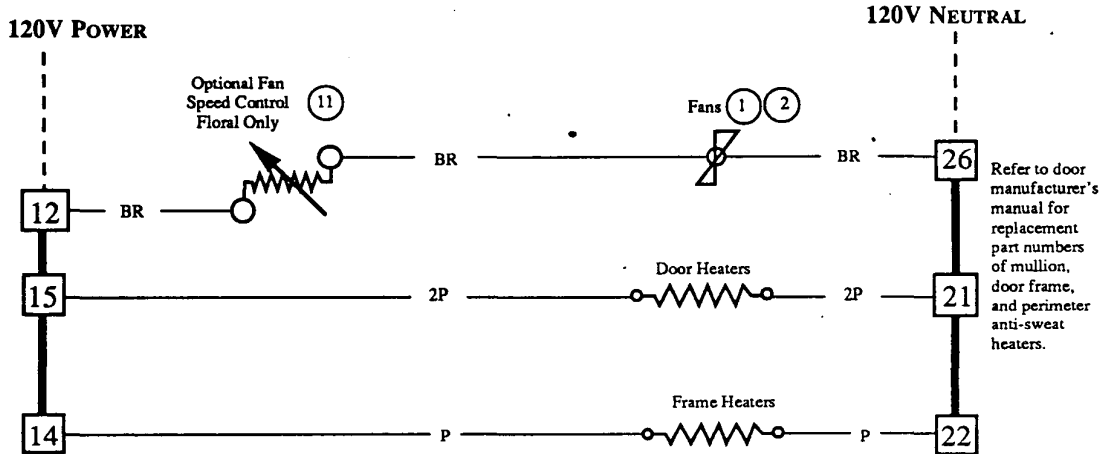 120V POWER
120V NEUTRAL
Optional Fan
Speed Control
Floral Only
11
Fans 1 2
BR
BR
26
12
BR
Refer to door
manufacturer's
manual for
replacement
part numbers
of mullion,
door frame,
and perimeter
anti-sweat
heaters.
Door Heaters
15
2P
2P
21
Frame Heaters
14
P
P
22